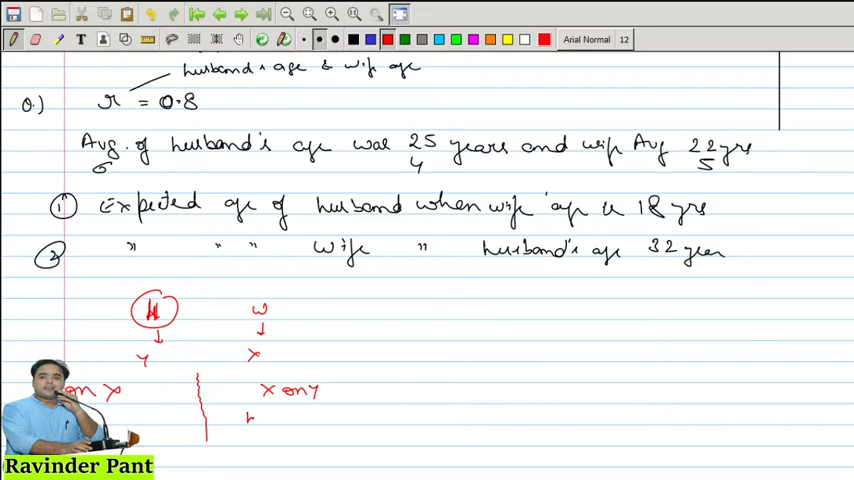 Arial Normal 12
husband's age & wife age
Q.) r = 0.8
Avg. of husband's age was 25 years and wife Avg 22 yrs
σ 4 5
① Expected age of husband when wife age is 18 yrs
② " " " wife " husband's age 32 year
H W
Y X
on X X on Y
Ravinder Pant